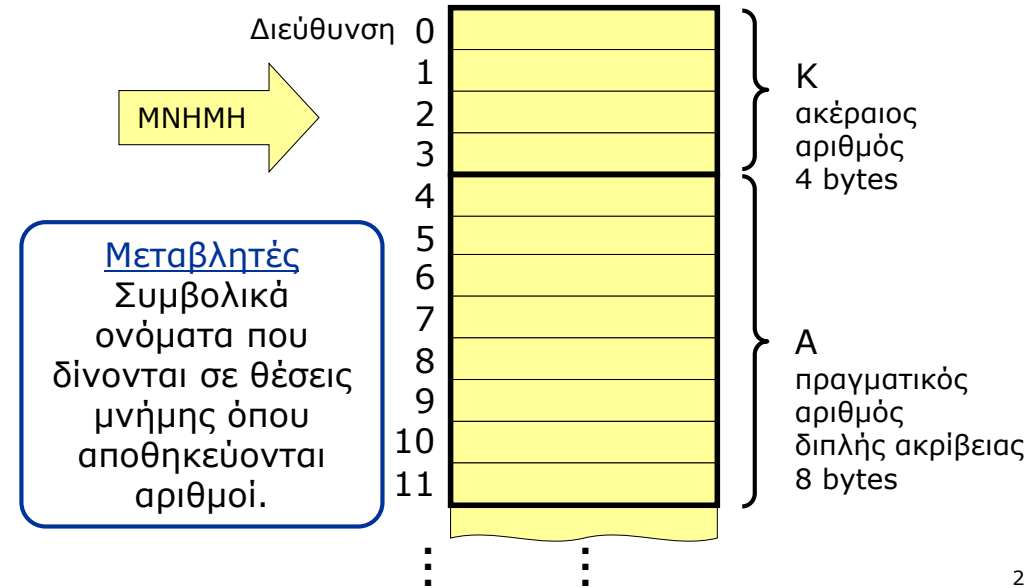 Διεύθυνση 0
1
2
3
4
5
6
7
8
9
10
11
ΜΝΗΜΗ
Μεταβλητές
Συμβολικά
ονόματα που
δίνονται σε θέσεις
μνήμης όπου
αποθηκεύονται
αριθμοί.
Κ
ακέραιος
αριθμός
4 bytes
Α
πραγματικός
αριθμός
διπλής ακρίβειας
8 bytes
2